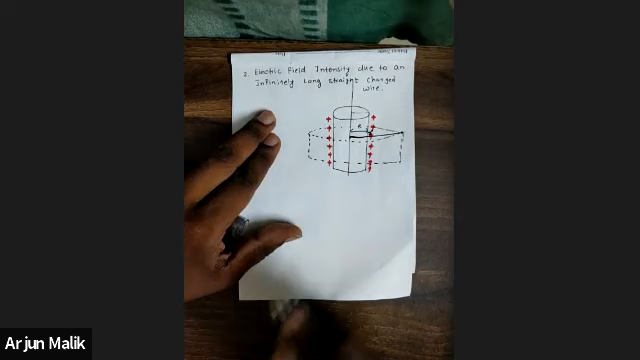 2. Electric Field Intensity due to an
Infinitely Long Straight Charged
wire.
R
Arjun Malik